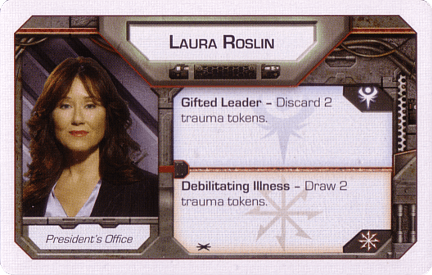 LAURA ROSLIN
Gifted Leader – Discard 2
trauma tokens.
Debilitating Illness – Draw 2
trauma tokens.
President's Office